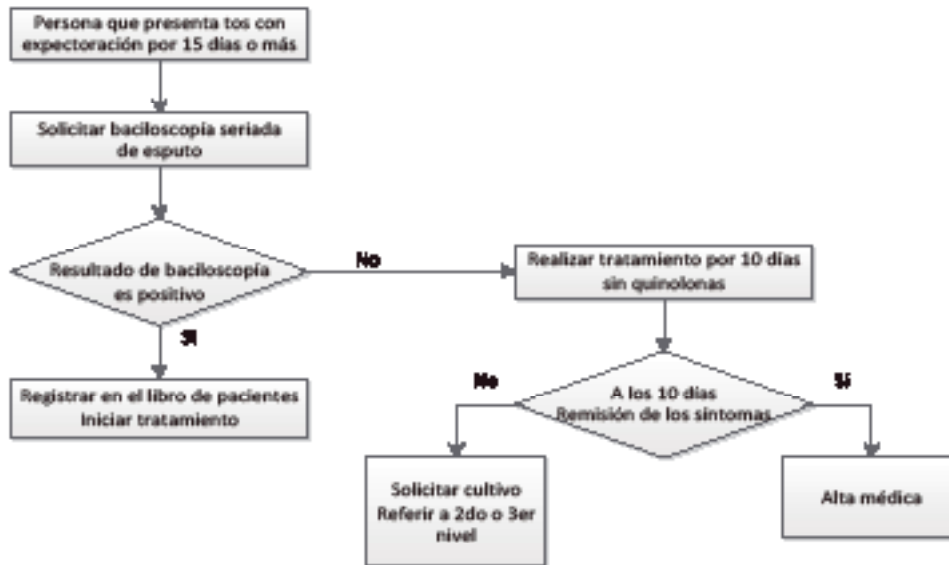 Persona que presenta tos con
expectoración por 15 días o más
Solicitar baciloscopía seriada
de esputo
Resultado de baciloscopía
es positivo
No
Realizar tratamiento por 10 días
sin quinolonas
Si
Registrar en el libro de pacientes
Iniciar tratamiento
A los 10 días
Remisión de los síntomas
No
Si
Solicitar cultivo
Referir a 2do o 3er
nivel
Alta médica